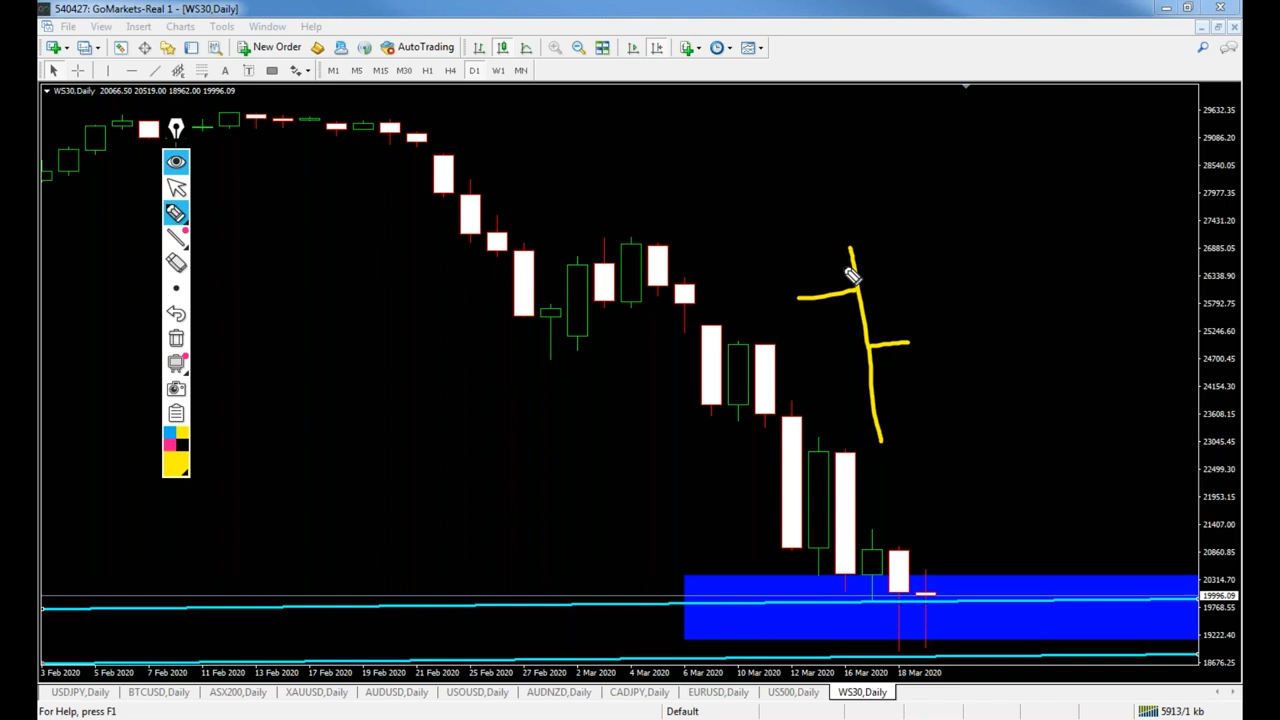 540427: GoMarkets-Real 1 - [WS30,Daily]
File View Insert Charts Tools Window Help
New Order AutoTrading
A T M1 M5 M15 M30 H1 H4 D1 W1 MN
WS30,Daily 20066.50 20519.00 18962.00 19996.09
29632.35
29086.20
28540.05
27977.35
27431.20
26885.05
26338.90
25792.75
25246.60
24700.45
24154.30
23608.15
23045.45
22499.30
21953.15
21407.00
20860.85
20314.70
19996.09
19768.55
19222.40
18676.25
3 Feb 2020 5 Feb 2020 7 Feb 2020 11 Feb 2020 13 Feb 2020 17 Feb 2020 19 Feb 2020 21 Feb 2020 25 Feb 2020 27 Feb 2020 2 Mar 2020 4 Mar 2020 6 Mar 2020 10 Mar 2020 12 Mar 2020 16 Mar 2020 18 Mar 2020
USDJPY,Daily BTCUSD,Daily ASX200,Daily XAUUSD,Daily AUDUSD,Daily USOUSD,Daily AUDNZD,Daily CADJPY,Daily EURUSD,Daily US500,Daily WS30,Daily
For Help, press F1 Default 5913/1 kb